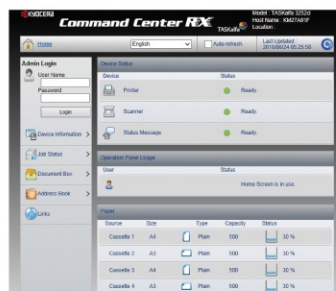 KYOCERA
Command Center RX
TASKalfa
Model : TASKalfa 3252ci
Host Name : KM27A81F
Location :
Home
English
Auto-refresh
Last Updated :
2016/06/24 05:25:58
Admin Login
User Name
Password
Login
Device Information
Job Status
Document Box
Address Book
Links
Device Status
Device Status
Printer Ready.
Scanner Ready.
Status Message Ready.
Operation Panel Usage
User Status
Home Screen is in use.
Paper
Source Size Type Capacity Status
Cassette 1 A4 Plain 500 30 %
Cassette 2 A3 Plain 500 30 %
Cassette 3 A4 Plain 500 30 %
Cassette 4 A3 Plain 500 30 %